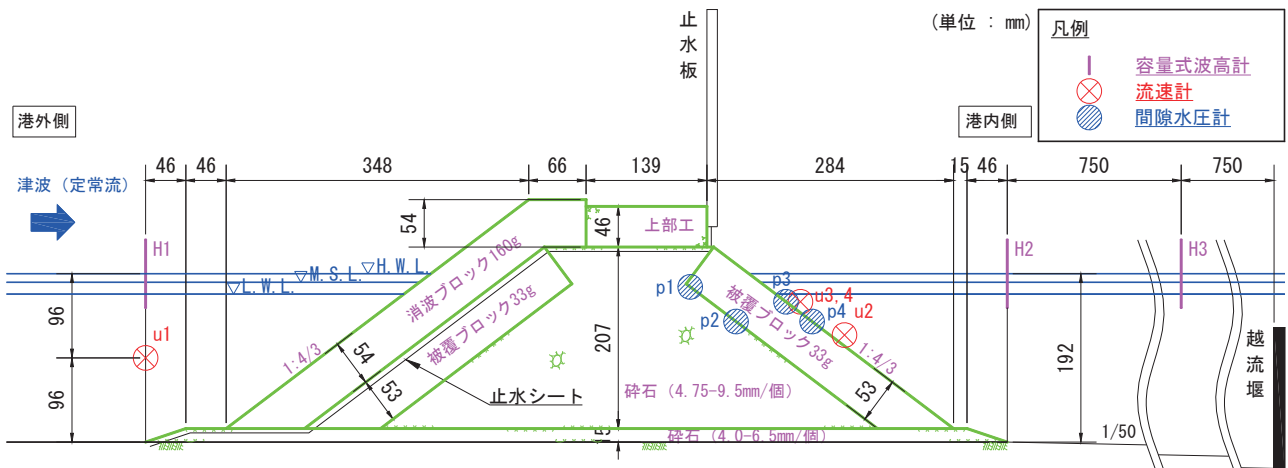 (単位 : mm)
凡例
容量式波高計
流速計
間隙水圧計
止水板
港外側
港内側
46
46
348
66
139
284
15
46
750
750
津波 (定常流)
54
46
上部工
H1
H2
H3
L.W.L.
M.S.L.
H.W.L.
消波ブロック160g
被覆ブロック33g
p1
p2
p3
p4
u3,4
u2
被覆ブロック33g
96
u1
96
1:4/3
54
53
止水シート
207
1:4/3
53
192
越流堰
砕石 (4.75-9.5mm/個)
15
砕石 (4.0-6.5mm/個)
1/50